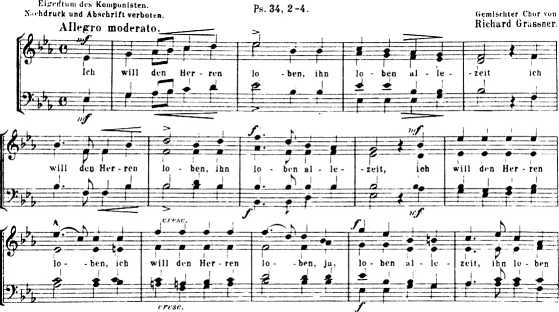 Eigentum des Komponisten.
Nachdruck und Abschrift verboten.
Ps. 34, 2-4.
Gemischter Chor von
Richard Grassner.
Allegro moderato.
mf
Ich will den Her-ren lo-ben, ihn lo-ben al-le-zeit ich
mf
mf
will den Her-ren lo-ben, ihn lo-ben al-le-zeit, ich will den Her-ren
mf
cresc.
lo-ben, ich will den Her-ren lo-ben, ja, lo-ben al-le-zeit, ihn lo-ben
cresc.